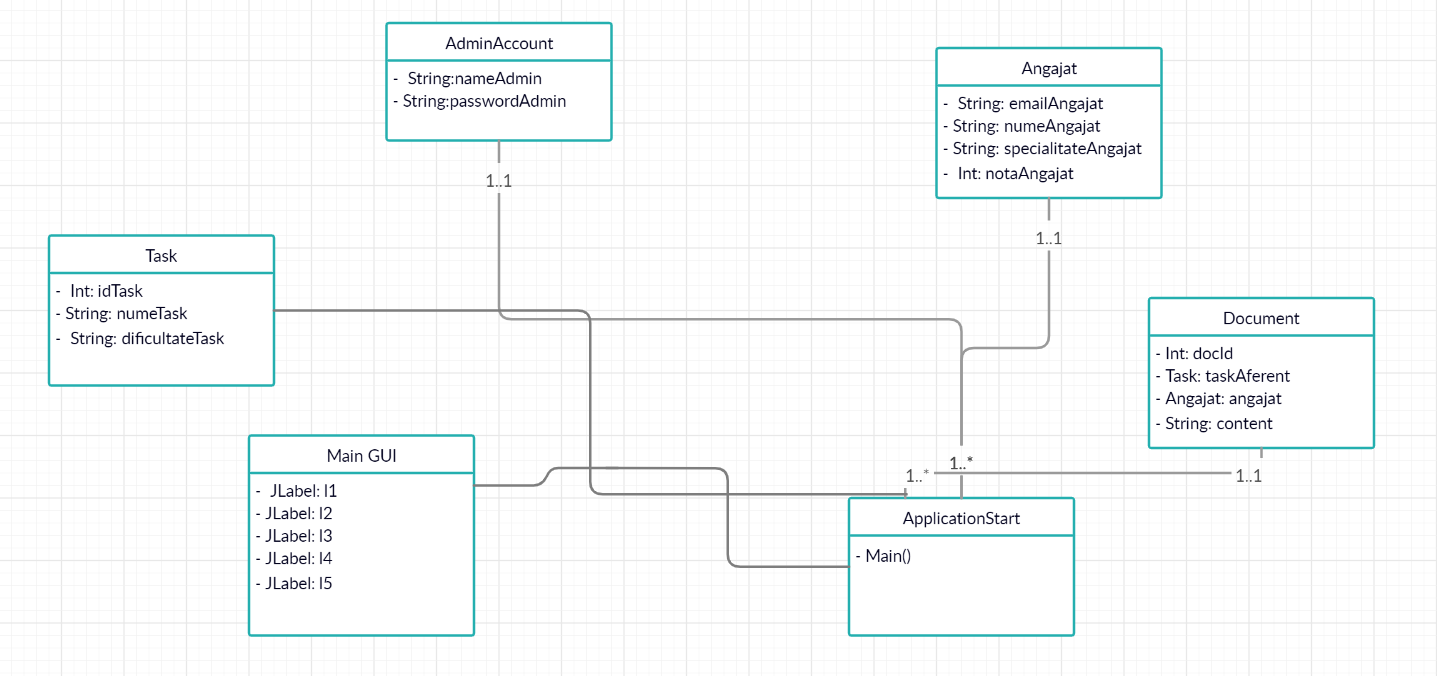 AdminAccount
- String:nameAdmin
- String:passwordAdmin
1..1
Angajat
- String: emailAngajat
- String: numeAngajat
- String: specialitateAngajat
- Int: notaAngajat
1..1
Task
- Int: idTask
- String: numeTask
- String: dificultateTask
Document
- Int: docId
- Task: taskAferent
- Angajat: angajat
- String: content
1..1
Main GUI
- JLabel: l1
- JLabel: l2
- JLabel: l3
- JLabel: l4
- JLabel: l5
1..*
1..*
ApplicationStart
- Main()